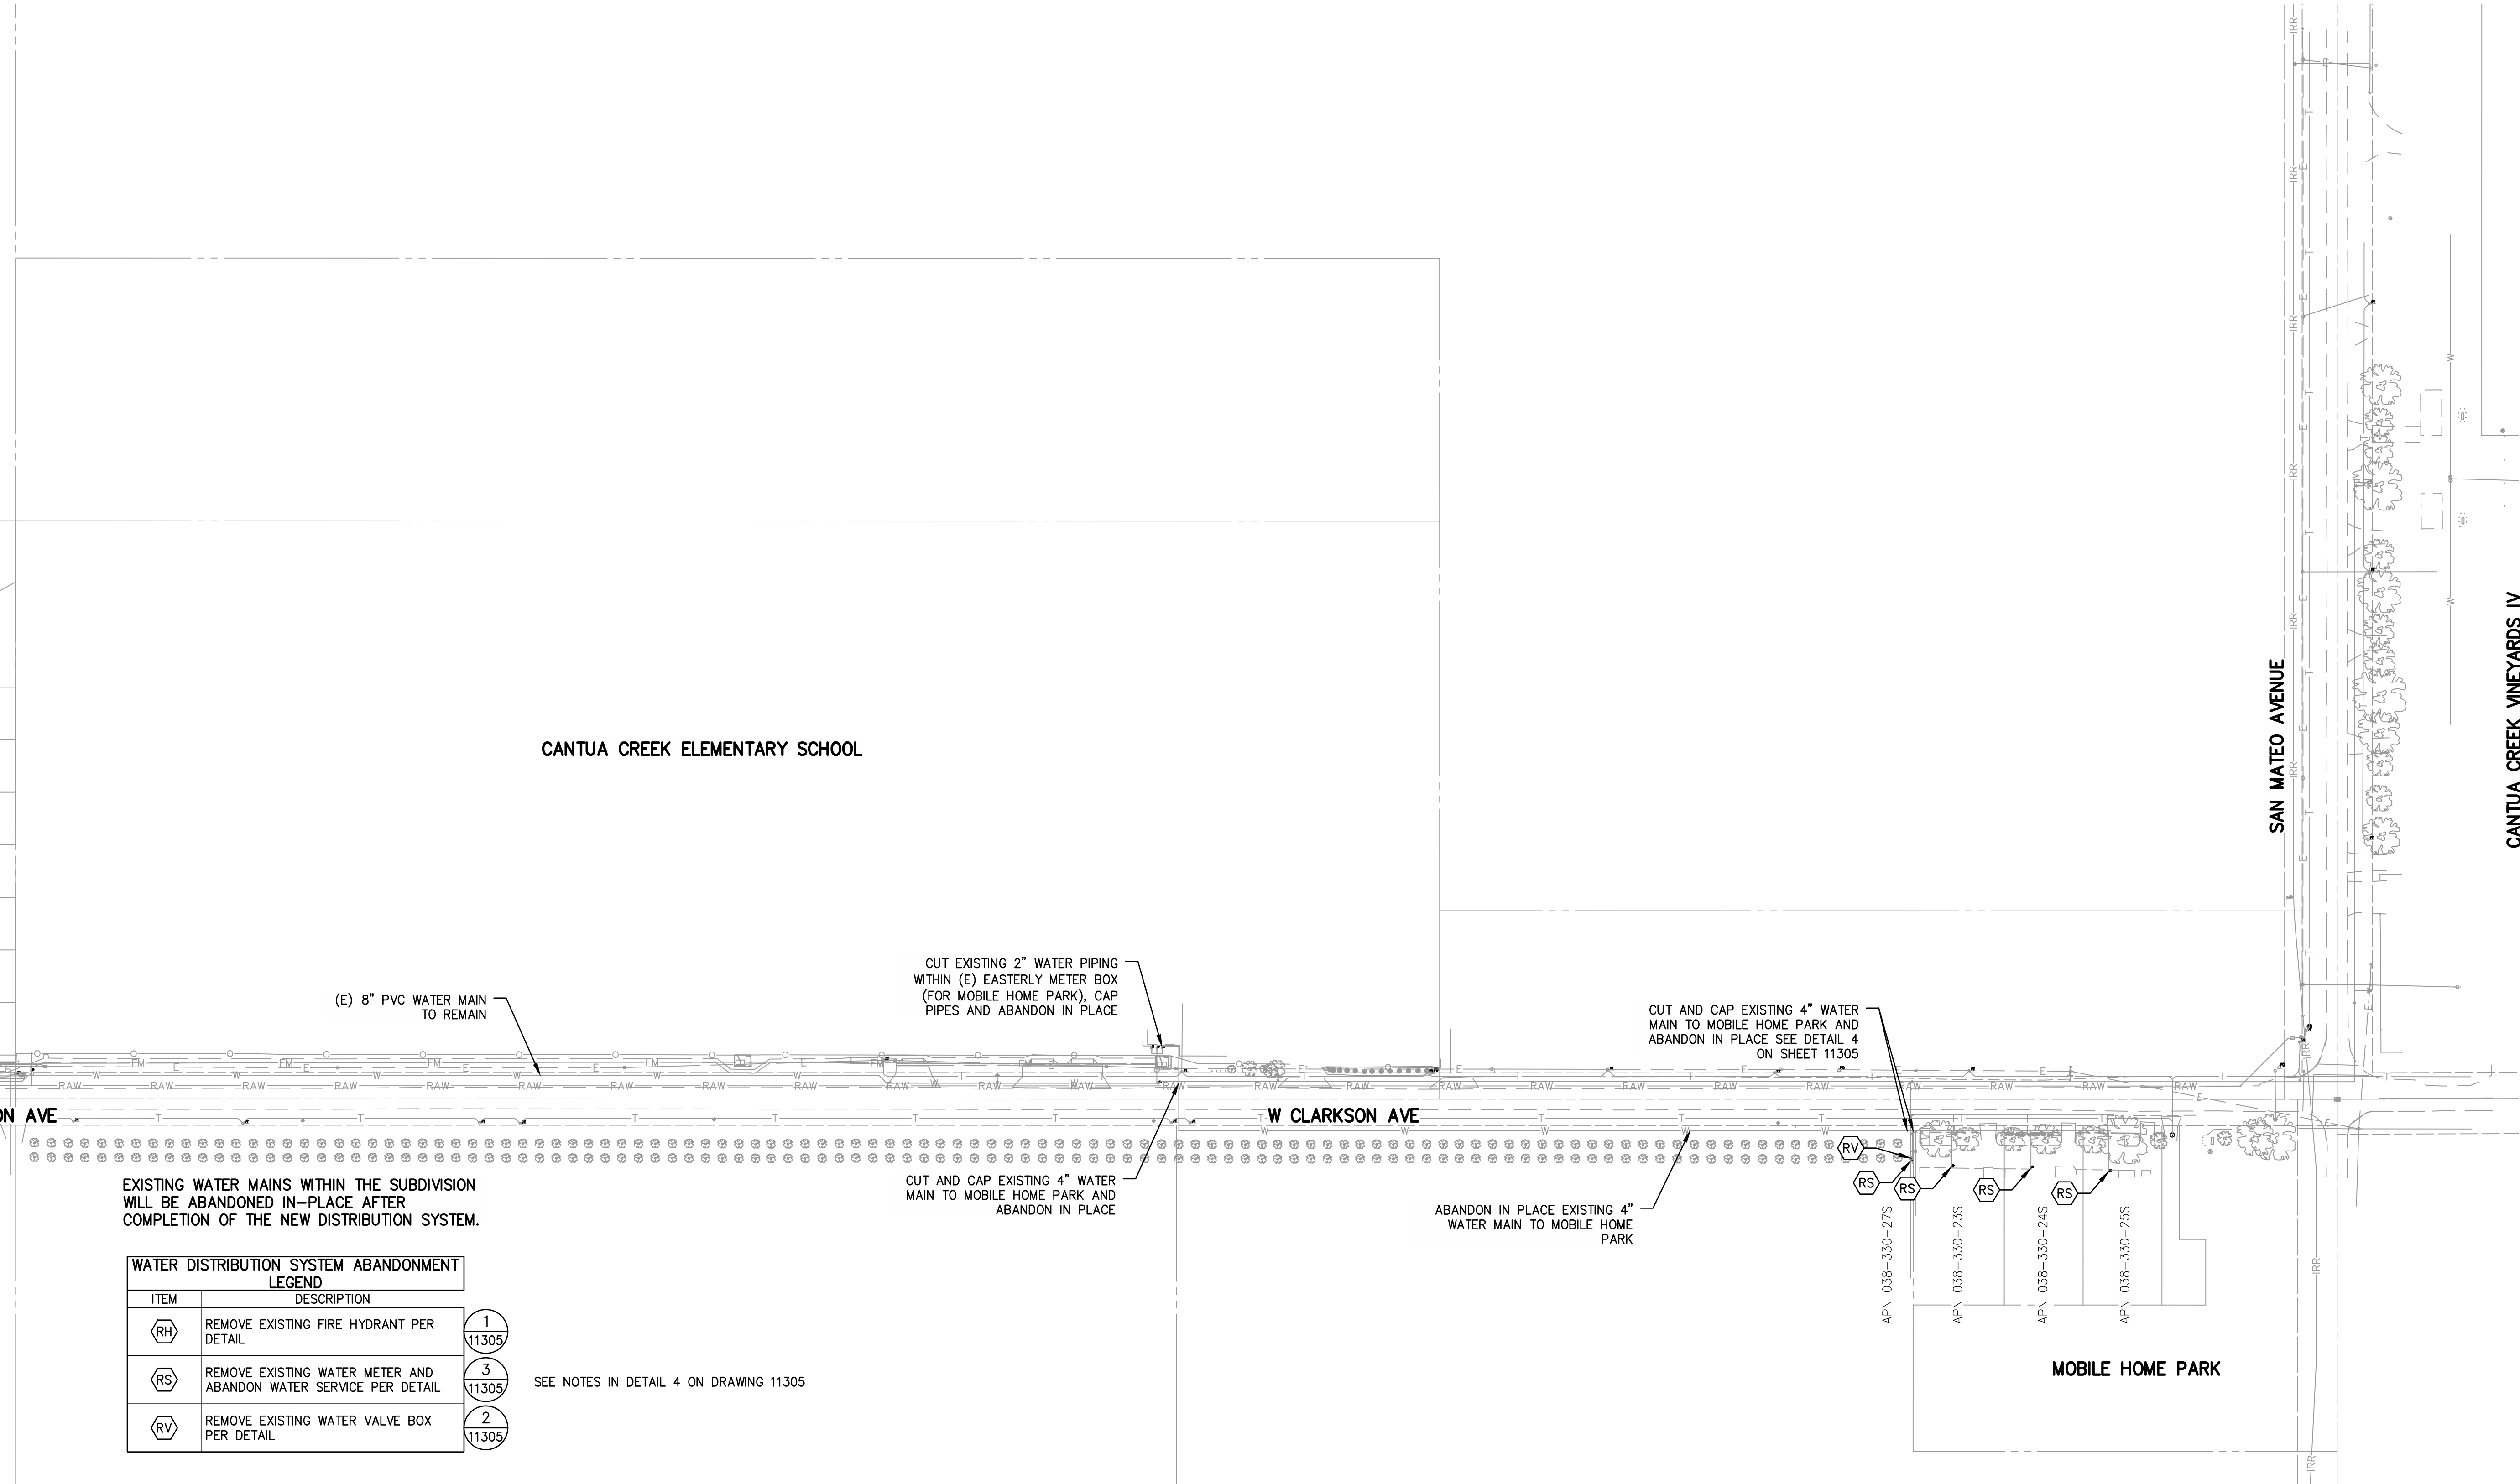 CANTUA CREEK ELEMENTARY SCHOOL
SAN MATEO AVENUE
CANTUA CREEK VINEYARDS IV
(E) 8" PVC WATER MAIN
TO REMAIN
CUT EXISTING 2" WATER PIPING
WITHIN (E) EASTERLY METER BOX
(FOR MOBILE HOME PARK), CAP
PIPES AND ABANDON IN PLACE
CUT AND CAP EXISTING 4" WATER
MAIN TO MOBILE HOME PARK AND
ABANDON IN PLACE SEE DETAIL 4
ON SHEET 11305
ON AVE
W CLARKSON AVE
CUT AND CAP EXISTING 4" WATER
MAIN TO MOBILE HOME PARK AND
ABANDON IN PLACE
ABANDON IN PLACE EXISTING 4"
WATER MAIN TO MOBILE HOME
PARK
RV
RS
RS
RS
RS
APN 038-330-27S
APN 038-330-23S
APN 038-330-24S
APN 038-330-25S
MOBILE HOME PARK
EXISTING WATER MAINS WITHIN THE SUBDIVISION
WILL BE ABANDONED IN-PLACE AFTER
COMPLETION OF THE NEW DISTRIBUTION SYSTEM.
WATER DISTRIBUTION SYSTEM ABANDONMENT
LEGEND
ITEM DESCRIPTION
RH REMOVE EXISTING FIRE HYDRANT PER
DETAIL
1
11305
RS REMOVE EXISTING WATER METER AND
ABANDON WATER SERVICE PER DETAIL
3
11305
SEE NOTES IN DETAIL 4 ON DRAWING 11305
RV REMOVE EXISTING WATER VALVE BOX
PER DETAIL
2
11305